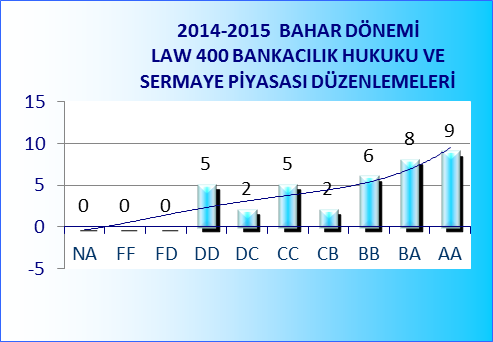 2014-2015 BAHAR DÖNEMİ
LAW 400 BANKACILIK HUKUKU VE
SERMAYE PİYASASI DÜZENLEMELERİ
15
10
5
0
-5
0 0 0 5 2 5 2 6 8 9
NA FF FD DD DC CC CB BB BA AA